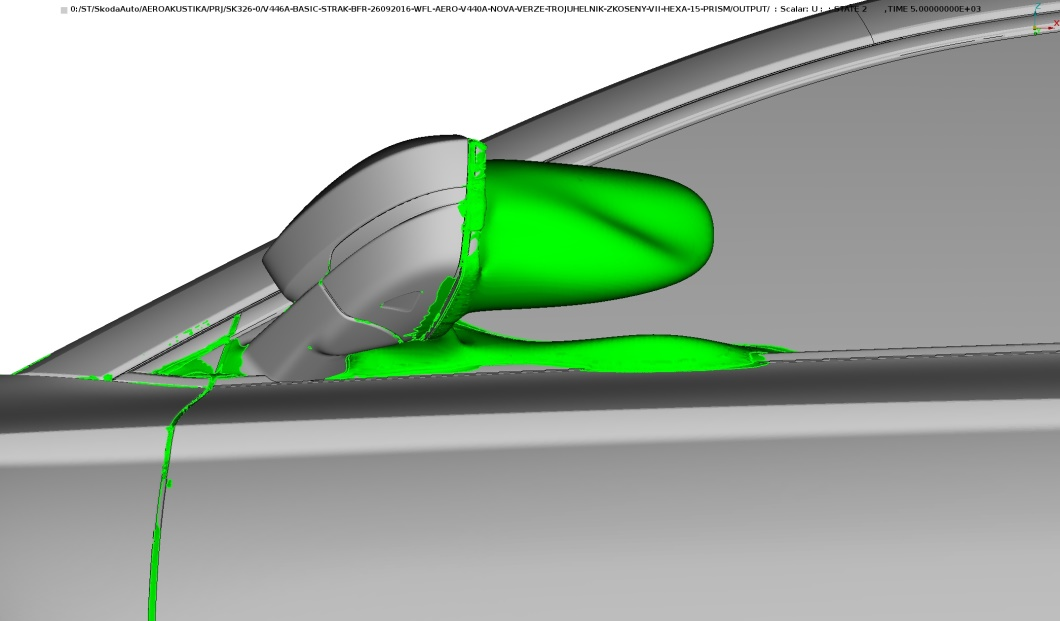 0:/ST/SkodaAuto/AEROAKUSTIKA/PRJ/SK326-0/V446A-BASIC-STRAK-BFR-26092016-WFL-AERO-V440A-NOVA-VERZE-TROJUHELNIK-ZKOSENY-VII-HEXA-15-PRISM/OUTPUT/ : Scalar: U : : STATE 2 ,TIME 5.00000000E+03
Z
X
Y